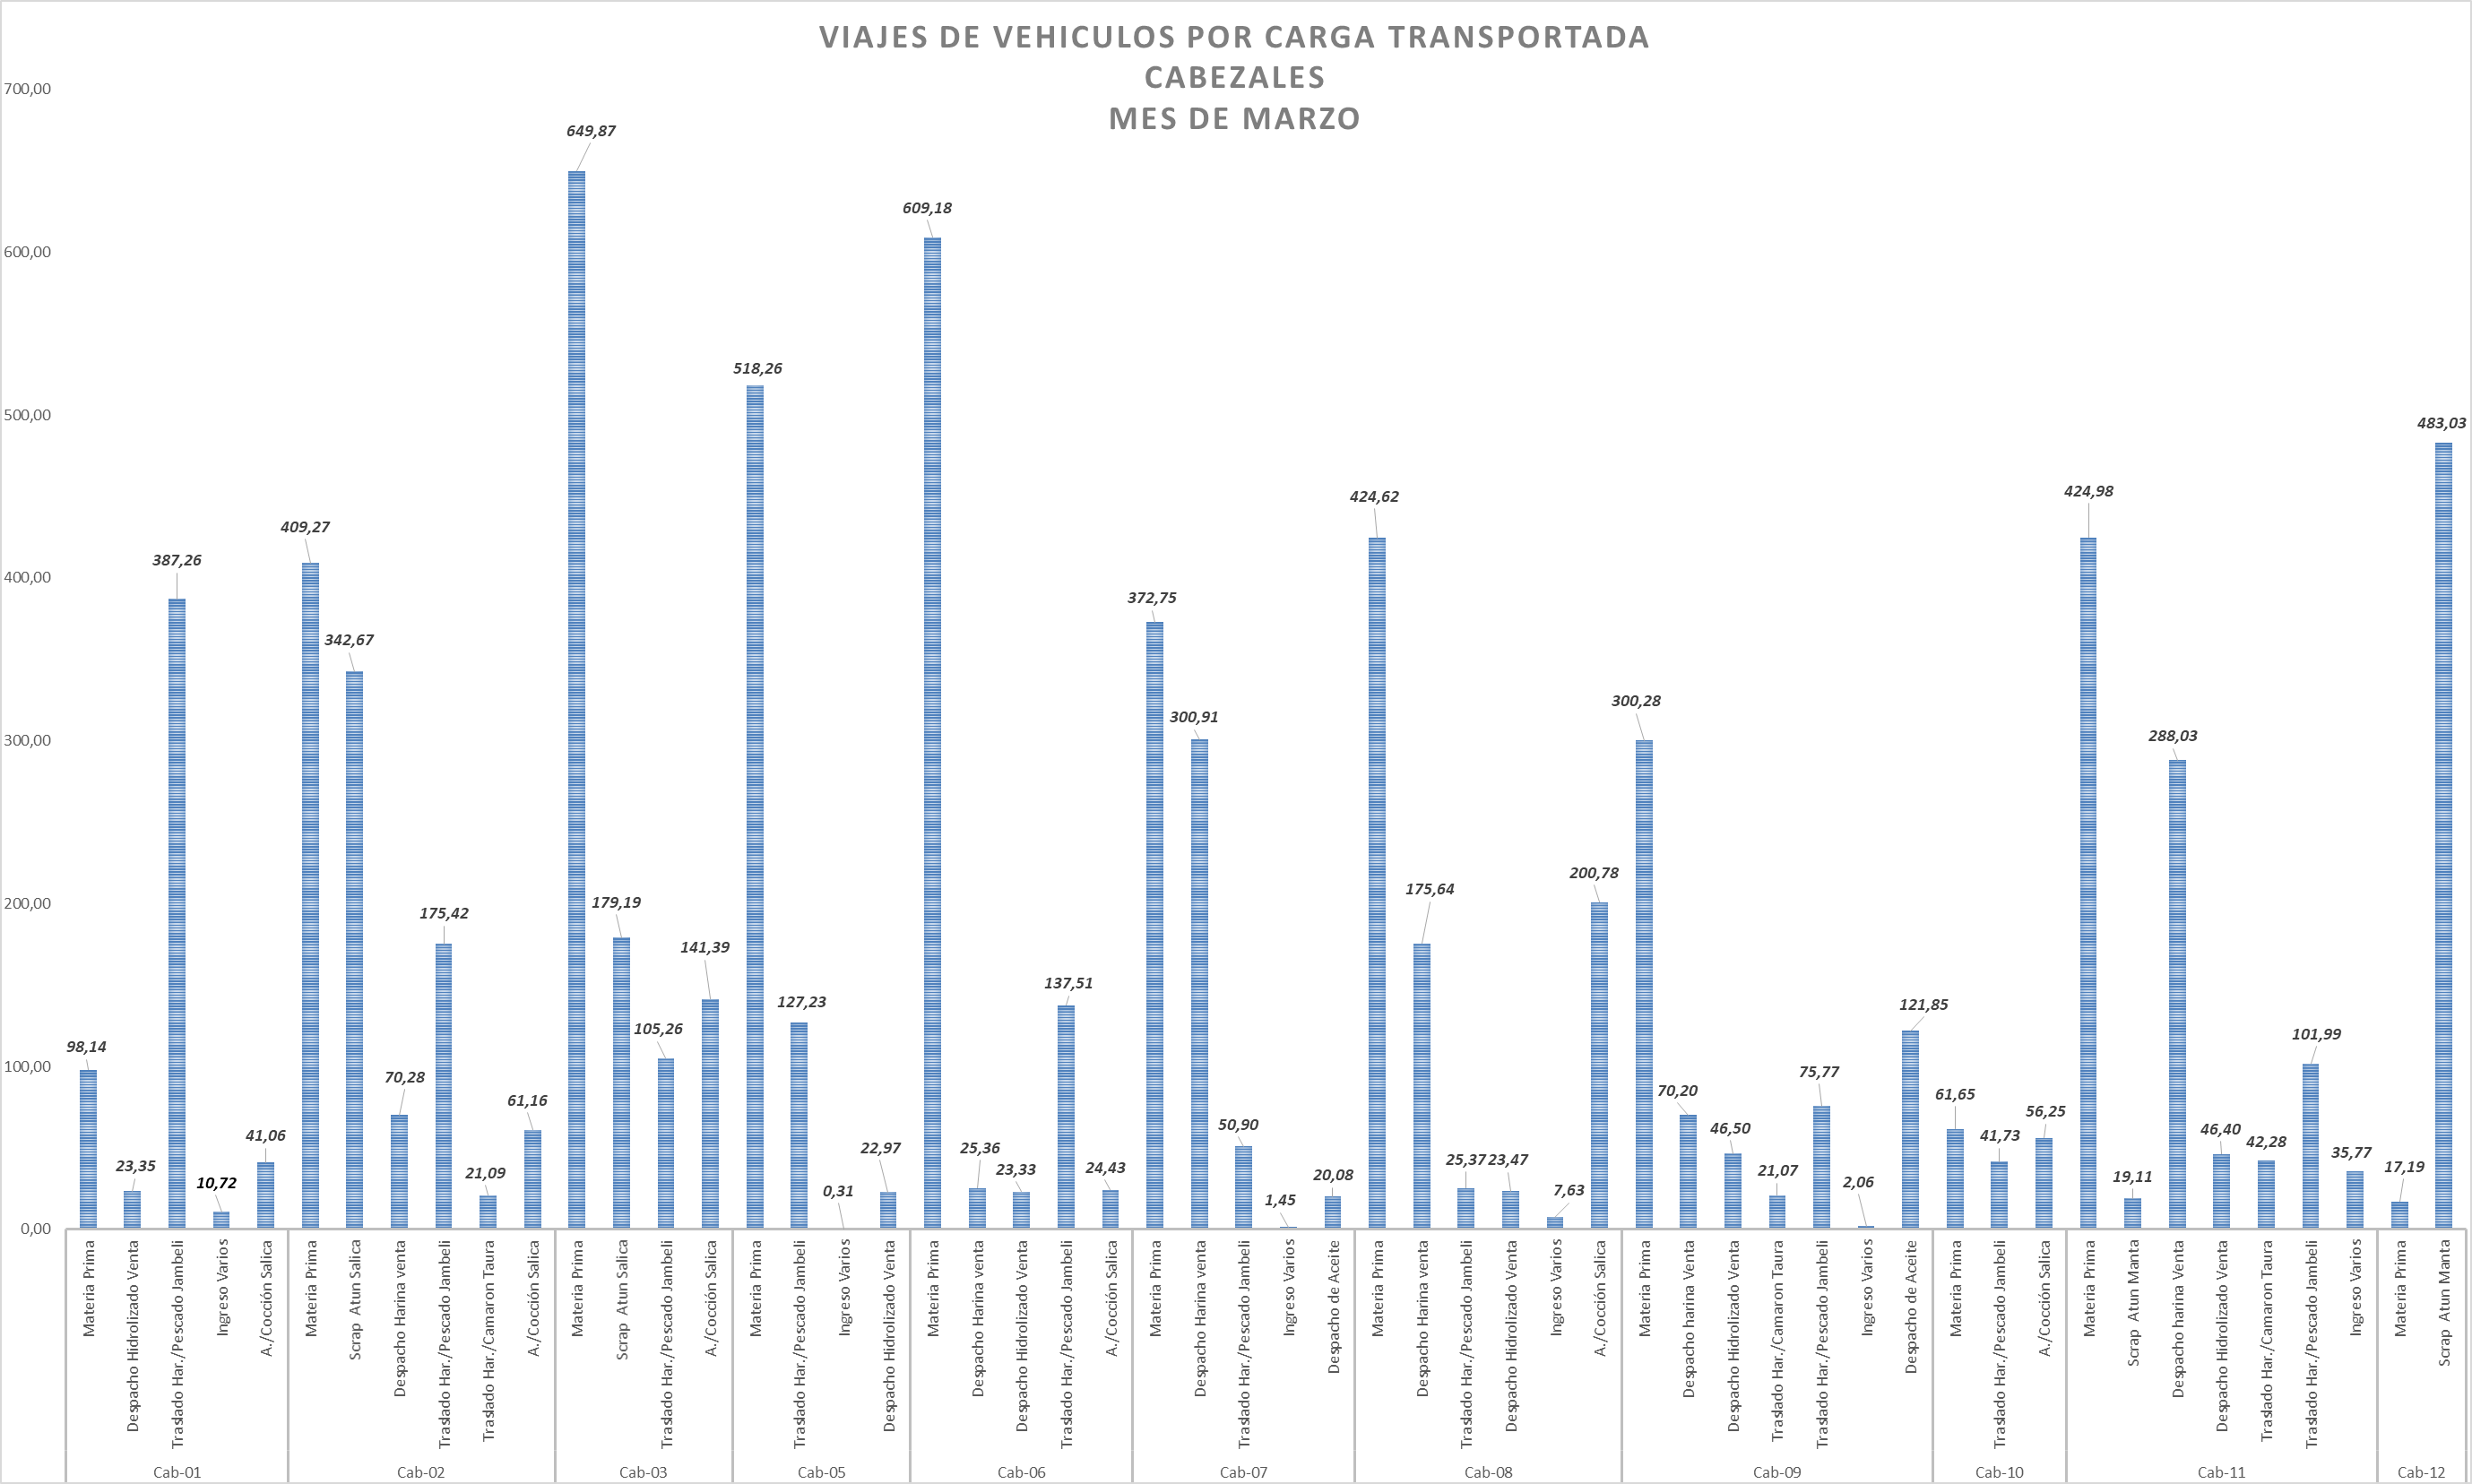 VIAJES DE VEHICULOS POR CARGA TRANSPORTADA
CABEZALES
MES DE MARZO
700,00
600,00
500,00
400,00
300,00
200,00
100,00
0,00
98,14
23,35
387,26
10,72
41,06
409,27
342,67
70,28
175,42
21,09
61,16
649,87
179,19
105,26
141,39
518,26
127,23
0,31
22,97
609,18
25,36
23,33
137,51
24,43
372,75
300,91
50,90
1,45
20,08
424,62
175,64
25,37
23,47
7,63
200,78
300,28
70,20
46,50
21,07
75,77
2,06
121,85
61,65
41,73
56,25
424,98
19,11
288,03
46,40
42,28
101,99
35,77
17,19
483,03
Materia Prima
Despacho Hidrolizado Venta
Traslado Har./Pescado Jambeli
Ingreso Varios
A./Cocción Salica
Materia Prima
Scrap Atun Salica
Despacho Harina venta
Traslado Har./Pescado Jambeli
Traslado Har./Camaron Taura
A./Cocción Salica
Materia Prima
Scrap Atun Salica
Traslado Har./Pescado Jambeli
A./Cocción Salica
Materia Prima
Traslado Har./Pescado Jambeli
Ingreso Varios
Despacho Hidrolizado Venta
Materia Prima
Despacho Harina venta
Despacho Hidrolizado Venta
Traslado Har./Pescado Jambeli
A./Cocción Salica
Materia Prima
Despacho Harina venta
Traslado Har./Pescado Jambeli
Ingreso Varios
Despacho de Aceite
Materia Prima
Despacho Harina venta
Traslado Har./Pescado Jambeli
Despacho Hidrolizado Venta
Ingreso Varios
A./Cocción Salica
Materia Prima
Despacho harina Venta
Despacho Hidrolizado Venta
Traslado Har./Camaron Taura
Traslado Har./Pescado Jambeli
Ingreso Varios
Despacho de Aceite
Materia Prima
Traslado Har./Pescado Jambeli
A./Cocción Salica
Materia Prima
Scrap Atun Manta
Despacho harina Venta
Despacho Hidrolizado Venta
Traslado Har./Camaron Taura
Traslado Har./Pescado Jambeli
Ingreso Varios
Materia Prima
Scrap Atun Manta
Cab-01
Cab-02
Cab-03
Cab-05
Cab-06
Cab-07
Cab-08
Cab-09
Cab-10
Cab-11
Cab-12